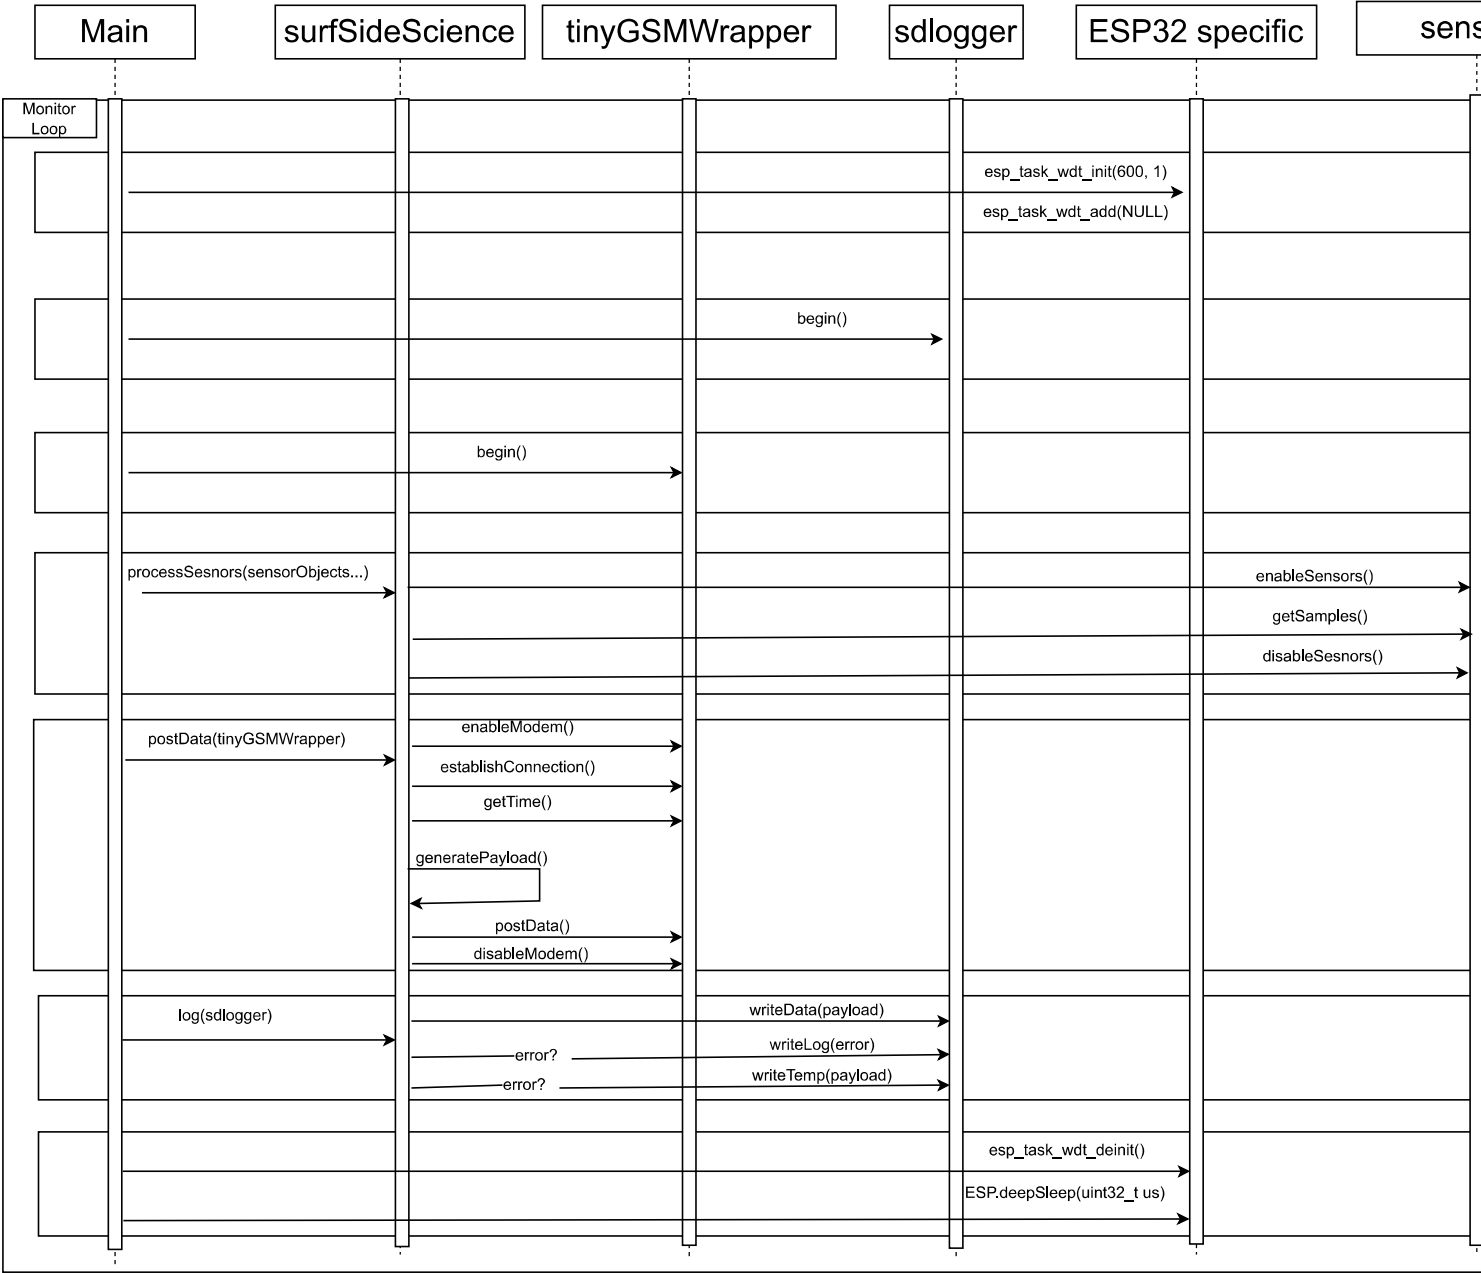 Main
surfSideScience
tinyGSMWrapper
sdlogger
ESP32 specific
sens
Monitor
Loop
esp_task_wdt_init(600, 1)
esp_task_wdt_add(NULL)
begin()
begin()
processSesnors(sensorObjects...)
enableSensors()
getSamples()
disableSesnors()
postData(tinyGSMWrapper)
enableModem()
establishConnection()
getTime()
generatePayload()
postData()
disableModem()
log(sdlogger)
writeData(payload)
error?
writeLog(error)
error?
writeTemp(payload)
esp_task_wdt_deinit()
ESP.deepSleep(uint32_t us)